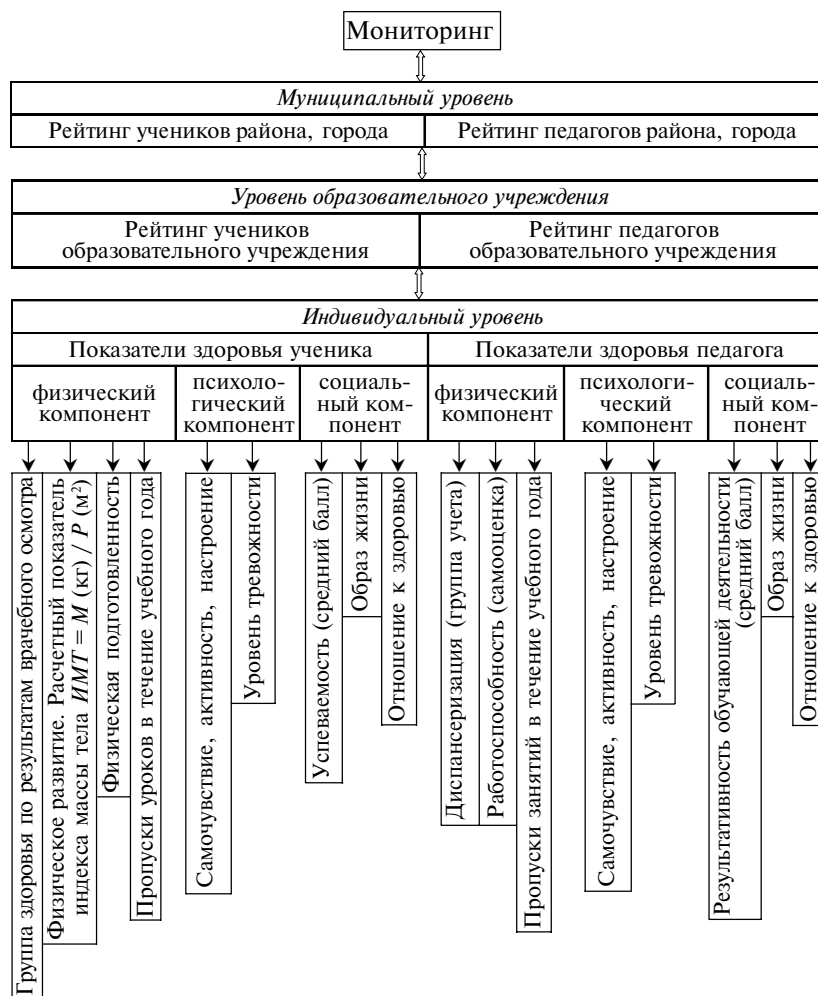 Мониторинг
Муниципальный уровень
Рейтинг учеников района, города
Рейтинг педагогов района, города
Уровень образовательного учреждения
Рейтинг учеников
образовательного учреждения
Рейтинг педагогов
образовательного учреждения
Индивидуальный уровень
Показатели здоровья ученика
Показатели здоровья педагога
физический
компонент
психоло-
гический
компонент
социаль-
ный ком-
понент
физический
компонент
психологи-
ческий
компонент
социаль-
ный ком-
понент
Группа здоровья по результатам врачебного осмотра
Физическое развитие. Расчетный показатель
индекса массы тела ИМТ = М (кг) / Р (м²)
Физическая подготовленность
Пропуски уроков в течение учебного года
Самочувствие, активность, настроение
Уровень тревожности
Успеваемость (средний балл)
Образ жизни
Отношение к здоровью
Диспансеризация (группа учета)
Работоспособность (самооценка)
Пропуски занятий в течение учебного года
Самочувствие, активность, настроение
Уровень тревожности
Результативность обучающей деятельности
(средний балл)
Образ жизни
Отношение к здоровью